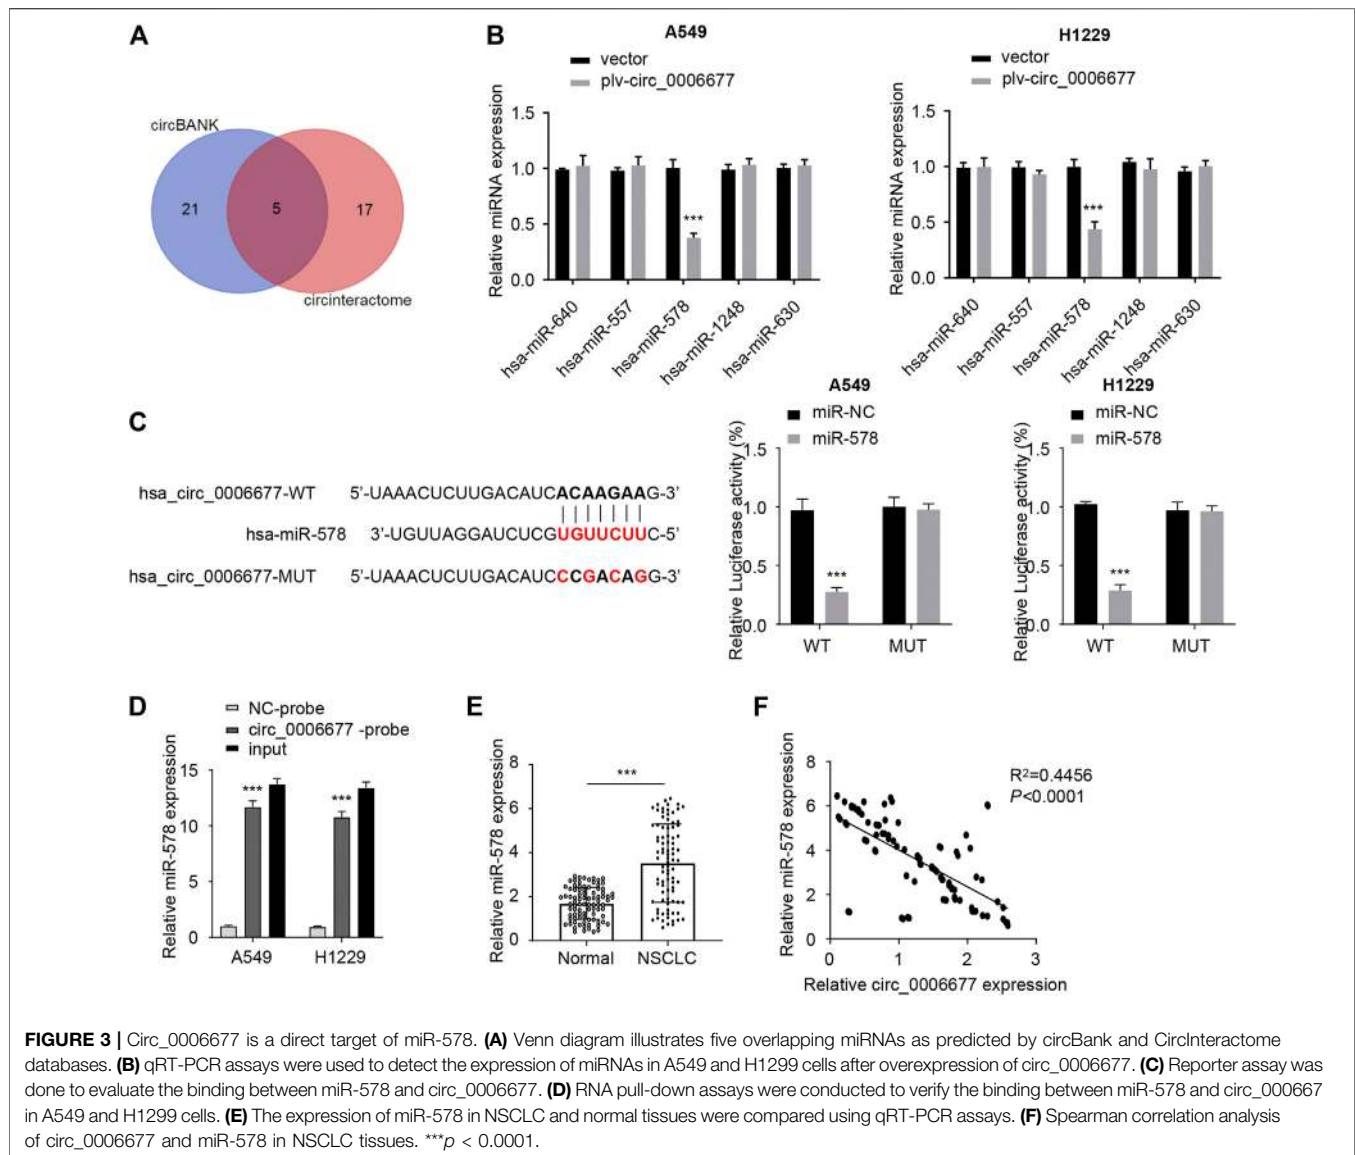 A
circBANK
21
5
17
circinteractome
B
A549
vector
plv-circ_0006677
Relative miRNA expression
1.5
1.0
0.5
0.0
***
hsa-miR-640
hsa-miR-557
hsa-miR-578
hsa-miR-1248
hsa-miR-630
H1229
vector
plv-circ_0006677
Relative miRNA expression
1.5
1.0
0.5
0.0
***
hsa-miR-640
hsa-miR-557
hsa-miR-578
hsa-miR-1248
hsa-miR-630
C
hsa_circ_0006677-WT 5'-UAAACUCUUGACAUCACAAGAAG-3'
hsa-miR-578 3'-UGUUAGGAUCUCGUGUUCUUC-5'
hsa_circ_0006677-MUT 5'-UAAACUCUUGACAUCCCGACAGG-3'
A549
miR-NC
miR-578
Relative Luciferase activity (%)
1.5
1.0
0.5
0.0
***
WT
MUT
H1229
miR-NC
miR-578
Relative Luciferase activity (%)
1.5
1.0
0.5
0.0
***
WT
MUT
D
NC-probe
circ_0006677 -probe
input
Relative miR-578 expression
15
10
5
0
***
***
A549
H1229
E
Relative miR-578 expression
8
6
4
2
0
***
Normal
NSCLC
F
Relative miR-578 expression
8
6
4
2
0
R²=0.4456
P<0.0001
0
1
2
3
Relative circ_0006677 expression
FIGURE 3 | Circ_0006677 is a direct target of miR-578. (A) Venn diagram illustrates five overlapping miRNAs as predicted by circBank and CircInteractome
databases. (B) qRT-PCR assays were used to detect the expression of miRNAs in A549 and H1299 cells after overexpression of circ_0006677. (C) Reporter assay was
done to evaluate the binding between miR-578 and circ_0006677. (D) RNA pull-down assays were conducted to verify the binding between miR-578 and circ_000667
in A549 and H1299 cells. (E) The expression of miR-578 in NSCLC and normal tissues were compared using qRT-PCR assays. (F) Spearman correlation analysis
of circ_0006677 and miR-578 in NSCLC tissues. ***p < 0.0001.